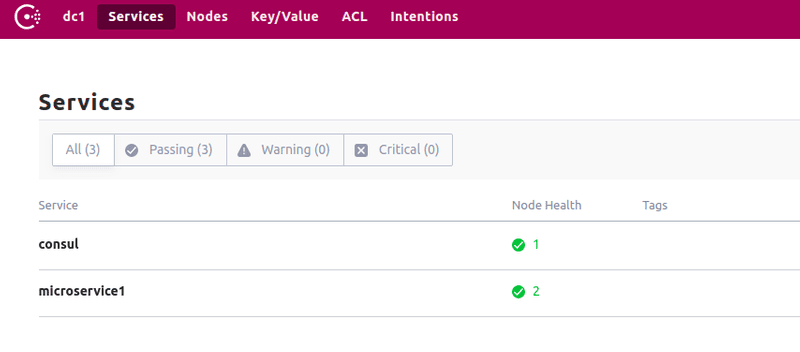 dc1 Services Nodes Key/Value ACL Intentions
Services
All (3) Passing (3) Warning (0) Critical (0)
Service Node Health Tags
consul 1
microservice1 2